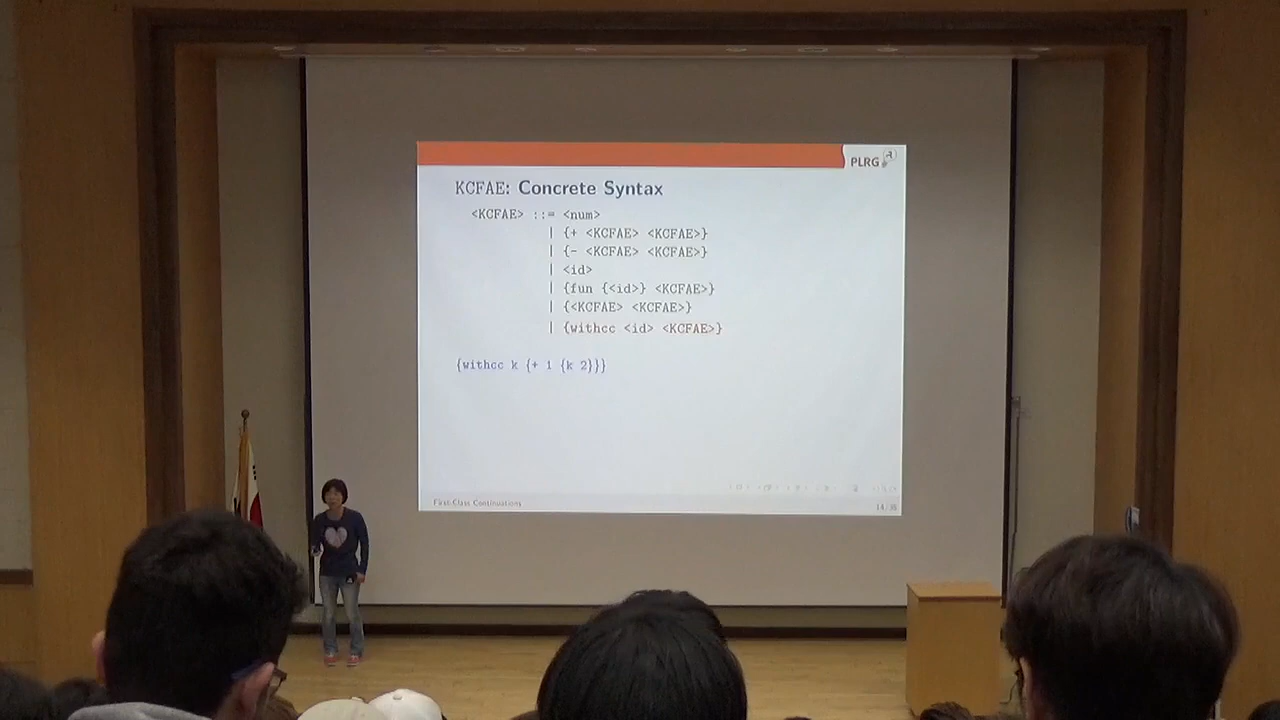 PLRG
KCFAE: Concrete Syntax
<KCFAE> ::= <num>
| {+ <KCFAE> <KCFAE>}
| {- <KCFAE> <KCFAE>}
| <id>
| {fun {<id>} <KCFAE>}
| {<KCFAE> <KCFAE>}
| {withcc <id> <KCFAE>}
{withcc k {+ 1 {k 2}}}
First-Class Continuations